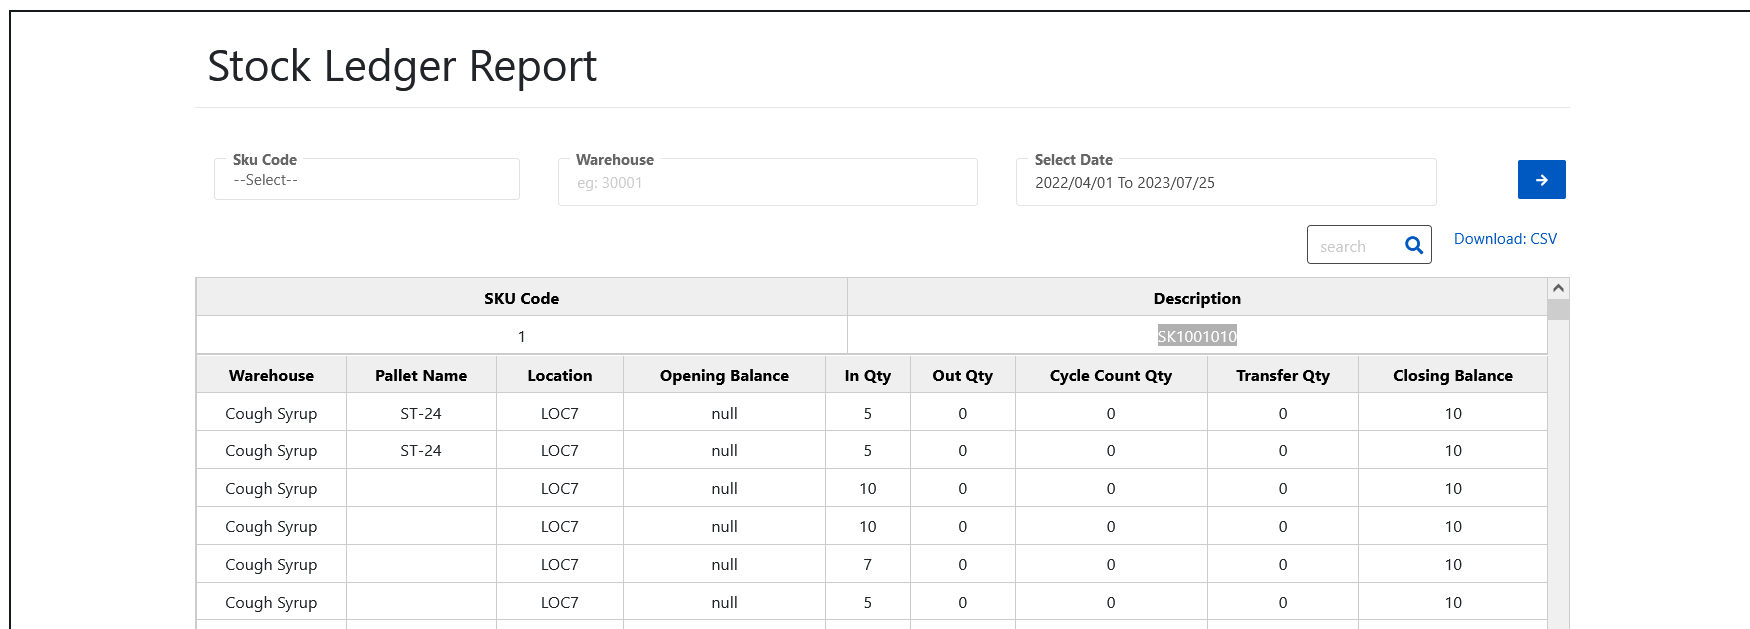 Stock Ledger Report
Sku Code Warehouse Select Date
--Select-- eg: 30001 2022/04/01 To 2023/07/25
search Download: CSV
SKU Code Description
1 SK1001010
Warehouse Pallet Name Location Opening Balance In Qty Out Qty Cycle Count Qty Transfer Qty Closing Balance
Cough Syrup ST-24 LOC7 null 5 0 0 0 10
Cough Syrup ST-24 LOC7 null 5 0 0 0 10
Cough Syrup LOC7 null 10 0 0 0 10
Cough Syrup LOC7 null 10 0 0 0 10
Cough Syrup LOC7 null 7 0 0 0 10
Cough Syrup LOC7 null 5 0 0 0 10